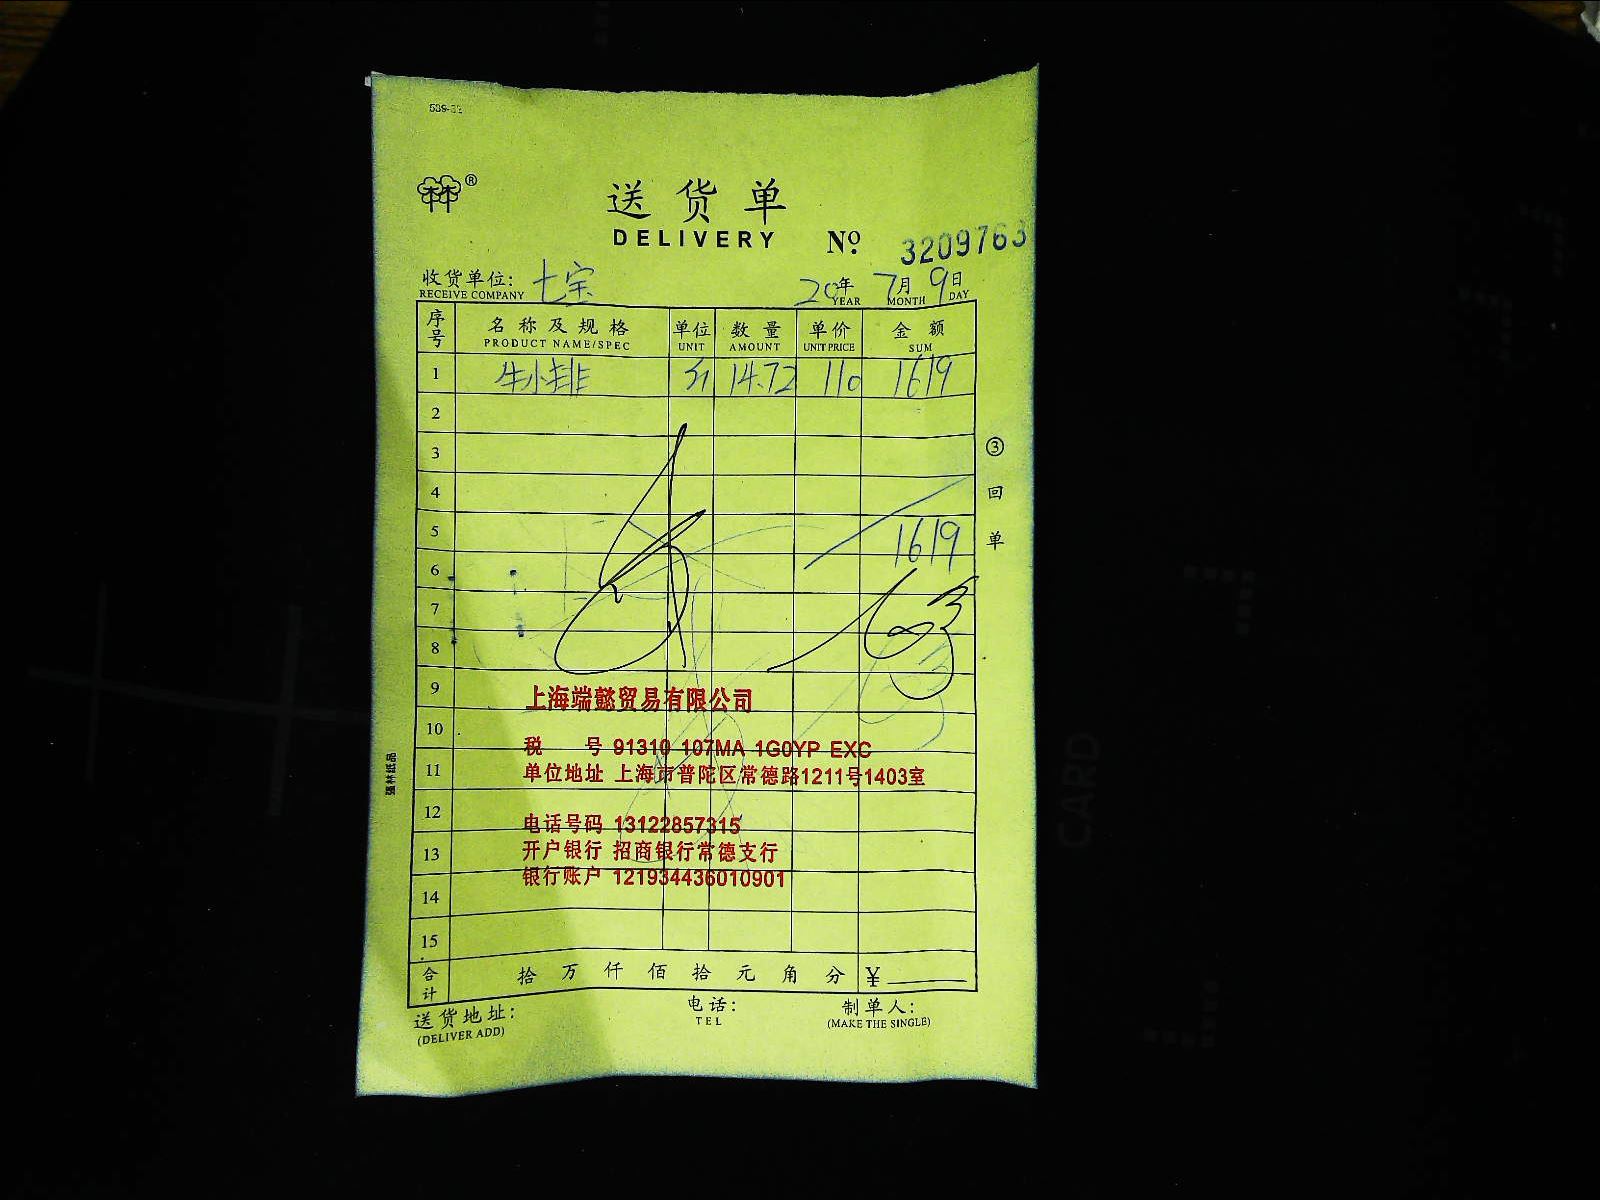 589-32
®
送货单
DELIVERY № 3209763
收货单位: 七宝 20年 7月 9日
RECEIVE COMPANY YEAR MONTH DAY
序号 名称及规格 单位 数量 单价 金额
PRODUCT NAME/SPEC UNIT AMOUNT UNIT PRICE SUM
1 牛小排 斤 14.72 110 1619
2
3
4
5 1619
6
7
8
9
10
11
12
13
14
15
上海端懿贸易有限公司
税 号 91310 107MA 1G0YP EXC
单位地址 上海市普陀区常德路1211号1403室
电话号码 13122857315
开户银行 招商银行常德支行
银行账户 121934436010901
合计 拾 万 仟 佰 拾 元 角 分 ¥
送货地址: 电话: 制单人:
(DELIVER ADD) TEL (MAKE THE SINGLE)
③回单
强林纸品
CARD